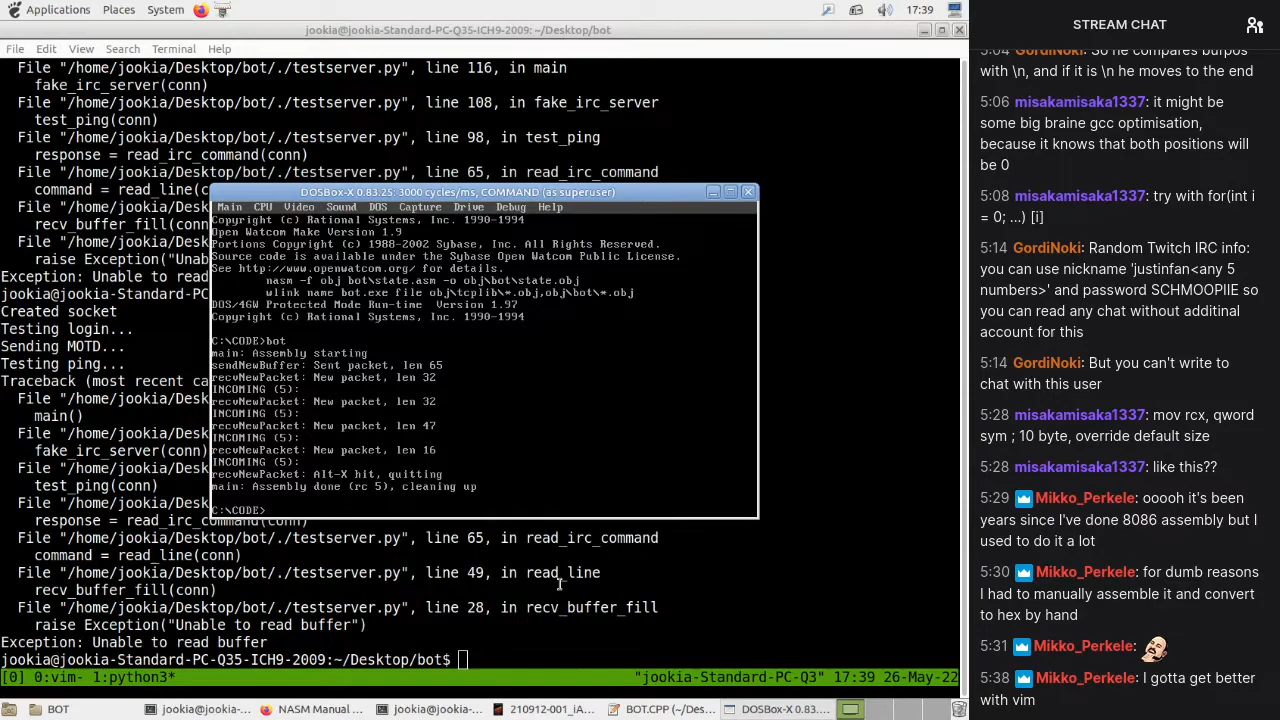 Applications Places System 17:39
jookia@jookia-Standard-PC-Q35-ICH9-2009: ~/Desktop/bot
File Edit View Search Terminal Help
File "/home/jookia/Desktop/bot/./testserver.py", line 116, in main
fake_irc_server(conn)
File "/home/jookia/Desktop/bot/./testserver.py", line 108, in fake_irc_server
test_ping(conn)
File "/home/jookia/Desktop/bot/./testserver.py", line 98, in test_ping
response = read_irc_command(conn)
File "/home/jookia/Desktop/bot/./testserver.py", line 65, in read_irc_command
command = read_line(c
File "/home/jookia/Des
recv_buffer_fill(conn
File "/home/jookia/Des
raise Exception("Unab
Exception: Unable to read
jookia@jookia-Standard-PC
Created socket
Testing login...
Sending MOTD...
Testing ping...
Traceback (most recent ca
File "/home/jookia/Des
main()
File "/home/jookia/Des
fake_irc_server(conn)
File "/home/jookia/Des
test_ping(conn)
File "/home/jookia/Des
response = read_irc_command(conn)
File "/home/jookia/Desktop/bot/./testserver.py", line 65, in read_irc_command
command = read_line(conn)
File "/home/jookia/Desktop/bot/./testserver.py", line 49, in read_line
recv_buffer_fill(conn)
File "/home/jookia/Desktop/bot/./testserver.py", line 28, in recv_buffer_fill
raise Exception("Unable to read buffer")
Exception: Unable to read buffer
jookia@jookia-Standard-PC-Q35-ICH9-2009:~/Desktop/bot$
[0] 0:vim- 1:python3* "jookia-Standard-PC-Q3" 17:39 26-May-22
DOSBox-X 0.83.25: 3000 cycles/ms, COMMAND (as superuser)
Main CPU Video Sound DOS Capture Drive Debug Help
Copyright (c) Rational Systems, Inc. 1990-1994
Open Watcom Make Version 1.9
Portions Copyright (c) 1988-2002 Sybase, Inc. All Rights Reserved.
Source code is available under the Sybase Open Watcom Public License.
See http://www.openwatcom.org/ for details.
nasm -f obj bot\state.asm -o obj\bot\state.obj
wlink name bot.exe file obj\tcplib\*.obj,obj\bot\*.obj
DOS/4GW Protected Mode Run-time Version 1.97
Copyright (c) Rational Systems, Inc. 1990-1994
C:\CODE>bot
main: Assembly starting
sendNewBuffer: Sent packet, len 65
recvNewPacket: New packet, len 32
INCOMING (5):
recvNewPacket: New packet, len 32
INCOMING (5):
recvNewPacket: New packet, len 47
INCOMING (5):
recvNewPacket: New packet, len 16
INCOMING (5):
recvNewPacket: Alt-X hit, quitting
main: Assembly done (rc 5), cleaning up
C:\CODE>
BOT jookia@jookia-... NASM Manual ... jookia@jookia-... 210912-001_iA... BOT.CPP (~/Des... DOSBox-X 0.83....
STREAM CHAT
5:04 GordiNoki: So he compares bufpos
with \n, and if it is \n he moves to the end
5:06 misakamisaka1337: it might be
some big braine gcc optimisation,
because it knows that both positions will
be 0
5:08 misakamisaka1337: try with for(int i
= 0; ...) [i]
5:14 GordiNoki: Random Twitch IRC info:
you can use nickname 'justinfan<any 5
numbers>' and password SCHMOOPIIE so
you can read any chat without additinal
account for this
5:14 GordiNoki: But you can't write to
chat with this user
5:28 misakamisaka1337: mov rcx, qword
sym ; 10 byte, override default size
5:28 misakamisaka1337: like this??
5:29 Mikko_Perkele: ooooh it's been
years since I've done 8086 assembly but I
used to do it a lot
5:30 Mikko_Perkele: for dumb reasons
I had to manually assemble it and convert
to hex by hand
5:31 Mikko_Perkele:
5:38 Mikko_Perkele: I gotta get better
with vim